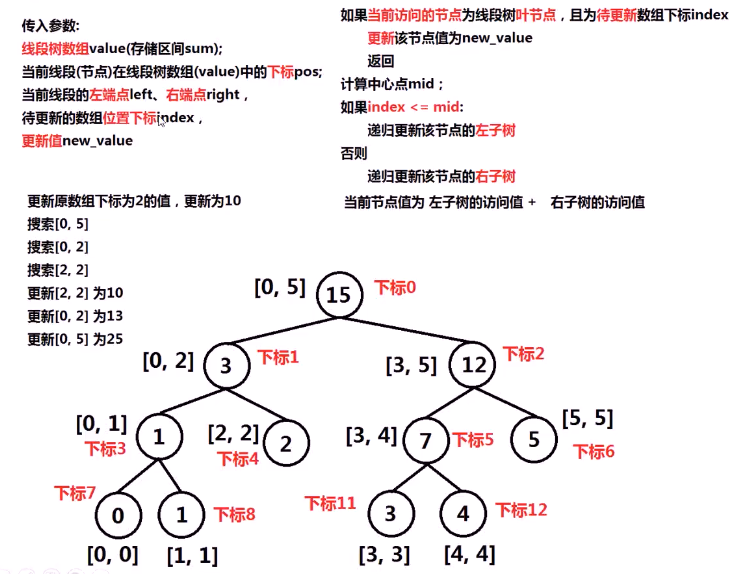 传入参数:
线段树数组value(存储区间sum);
当前线段(节点)在线段树数组(value)中的下标pos;
当前线段的左端点left、右端点right，
待更新的数组位置下标index，
更新值new_value
如果当前访问的节点为线段树叶节点，且为待更新数组下标index
更新该节点值为new_value
返回
计算中心点mid；
如果index <= mid:
递归更新该节点的左子树
否则
递归更新该节点的右子树
当前节点值为 左子树的访问值 + 右子树的访问值
更新原数组下标为2的值，更新为10
搜索[0, 5]
搜索[0, 2]
搜索[2, 2]
更新[2, 2] 为10
更新[0, 2] 为13
更新[0, 5] 为25
[0, 5] 15 下标0
[0, 2] 3 下标1
[3, 5] 12 下标2
[0, 1] 1 下标3
[2, 2] 2 下标4
[3, 4] 7 下标5
[5, 5] 5 下标6
下标7 0 1 下标8
下标11 3 4 下标12
[0, 0] [1, 1] [3, 3] [4, 4]